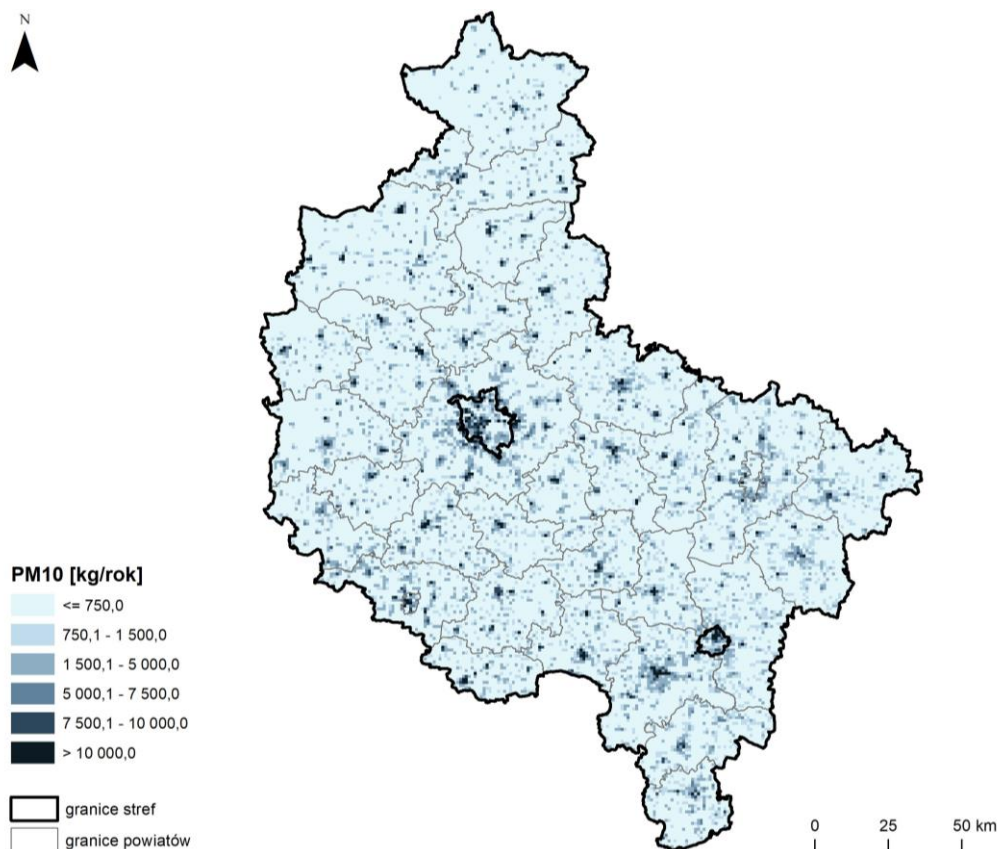 N
PM10 [kg/rok]
<= 750,0
750,1 - 1 500,0
1 500,1 - 5 000,0
5 000,1 - 7 500,0
7 500,1 - 10 000,0
> 10 000,0
granice stref
granice powiatów
0 25 50 km